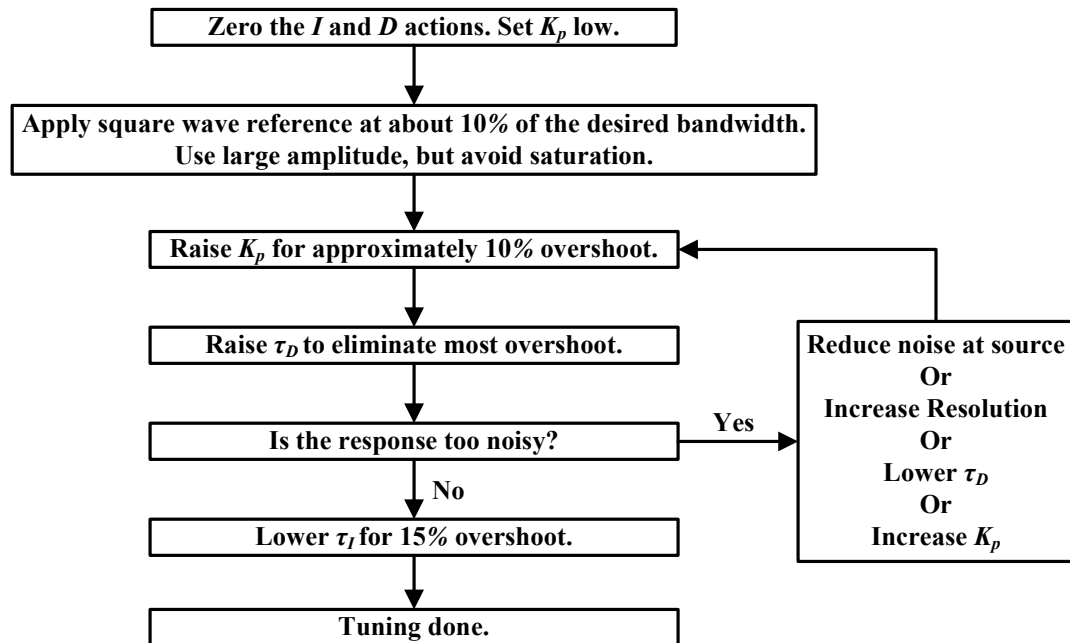 Zero the I and D actions. Set Kp low.
Apply square wave reference at about 10% of the desired bandwidth.
Use large amplitude, but avoid saturation.
Raise Kp for approximately 10% overshoot.
Raise τD to eliminate most overshoot.
Is the response too noisy?
Yes
Reduce noise at source
Or
Increase Resolution
Or
Lower τD
Or
Increase Kp
No
Lower τI for 15% overshoot.
Tuning done.